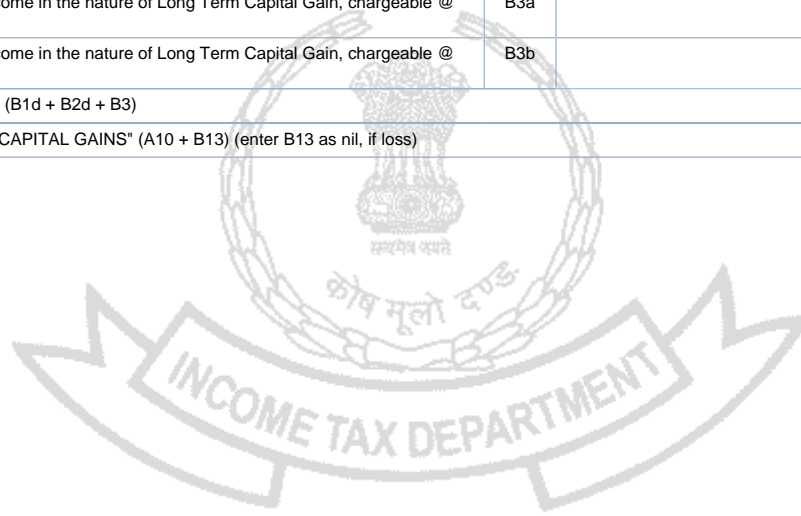 come in the nature of Long Term Capital Gain, chargeable @ B3a
come in the nature of Long Term Capital Gain, chargeable @ B3b
(B1d + B2d + B3)
CAPITAL GAINS" (A10 + B13) (enter B13 as nil, if loss)
सत्यमेव जयते
कोष मूलो दण्डः
INCOME TAX DEPARTMENT